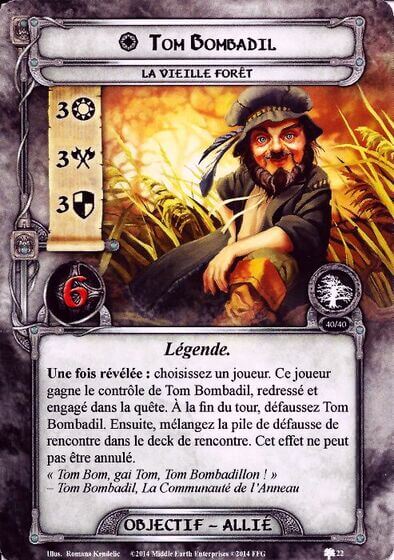 Tom Bombadil
La Vieille Forêt
3
3
3
6
40/40
Légende.
Une fois révélée : choisissez un joueur. Ce joueur
gagne le contrôle de Tom Bombadil, redressé et
engagé dans la quête. À la fin du tour, défaussez Tom
Bombadil. Ensuite, mélangez la pile de défausse de
rencontre dans le deck de rencontre. Cet effet ne peut
pas être annulé.
« Tom Bom, gai Tom, Tom Bombadillon ! »
– Tom Bombadil, La Communauté de l'Anneau
Objectif – Allié
Illus. Romana Kendelic ©2014 Middle Earth Enterprises ©2014 FFG 22